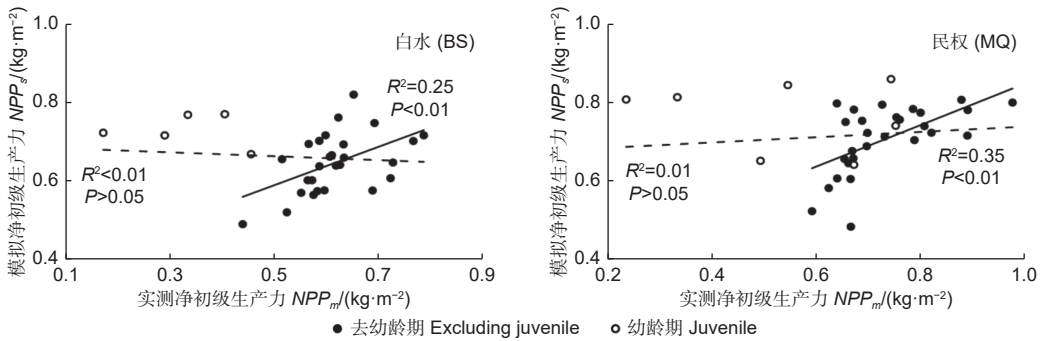 白水 (BS)
R²=0.25
P<0.01
R²<0.01
P>0.05
模拟净初级生产力 NPPₛ/(kg·m⁻²)
1.0
0.8
0.6
0.4
0.1 0.3 0.5 0.7 0.9
实测净初级生产力 NPPₘ/(kg·m⁻²)
民权 (MQ)
R²=0.01
P>0.05
R²=0.35
P<0.01
模拟净初级生产力 NPPₛ/(kg·m⁻²)
1.0
0.8
0.6
0.4
0.2 0.4 0.6 0.8 1.0
实测净初级生产力 NPPₘ/(kg·m⁻²)
● 去幼龄期 Excluding juvenile ○ 幼龄期 Juvenile